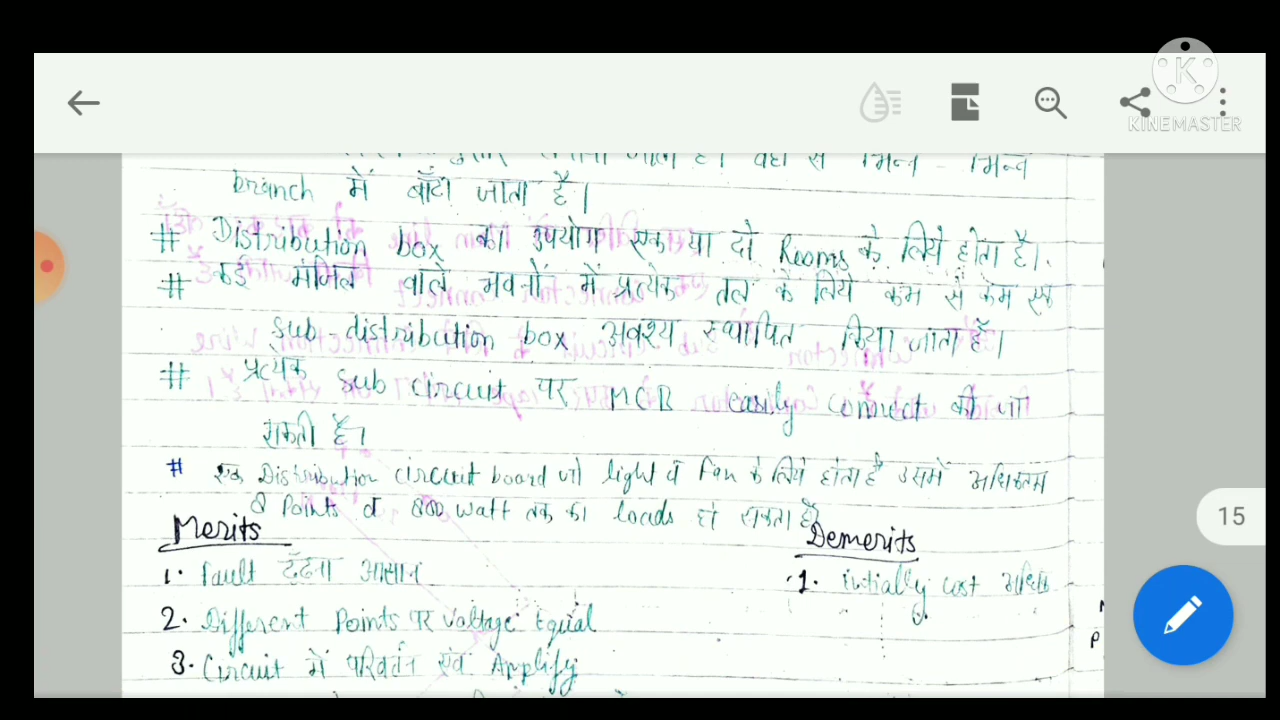 KINEMASTER
जाता है। वहां से भिन्न भिन्न
branch में बाँटा जाता है।
# Distribution box का उपयोग एक या दो Rooms के लिये होता है।
# कई मंजिल वाले भवनों में प्रत्येक तल के लिये कम से कम एक
sub-distribution box अवश्य स्थापित किया जाता है।
# प्रत्येक sub circuit पर MCB easily connect की जा
सकती है।
# एक Distribution circuit board जो light व Fan के लिये होता है उसमें अधिकतम
8 Points व 800 watt तक का loads हो सकता है
Merits
Demerits
1. Fault ढूँढना आसान
1. initially cost अधिक
2. Different Points पर Voltage Equal
3. Circuit में परिवर्तन एवं Amplify
15